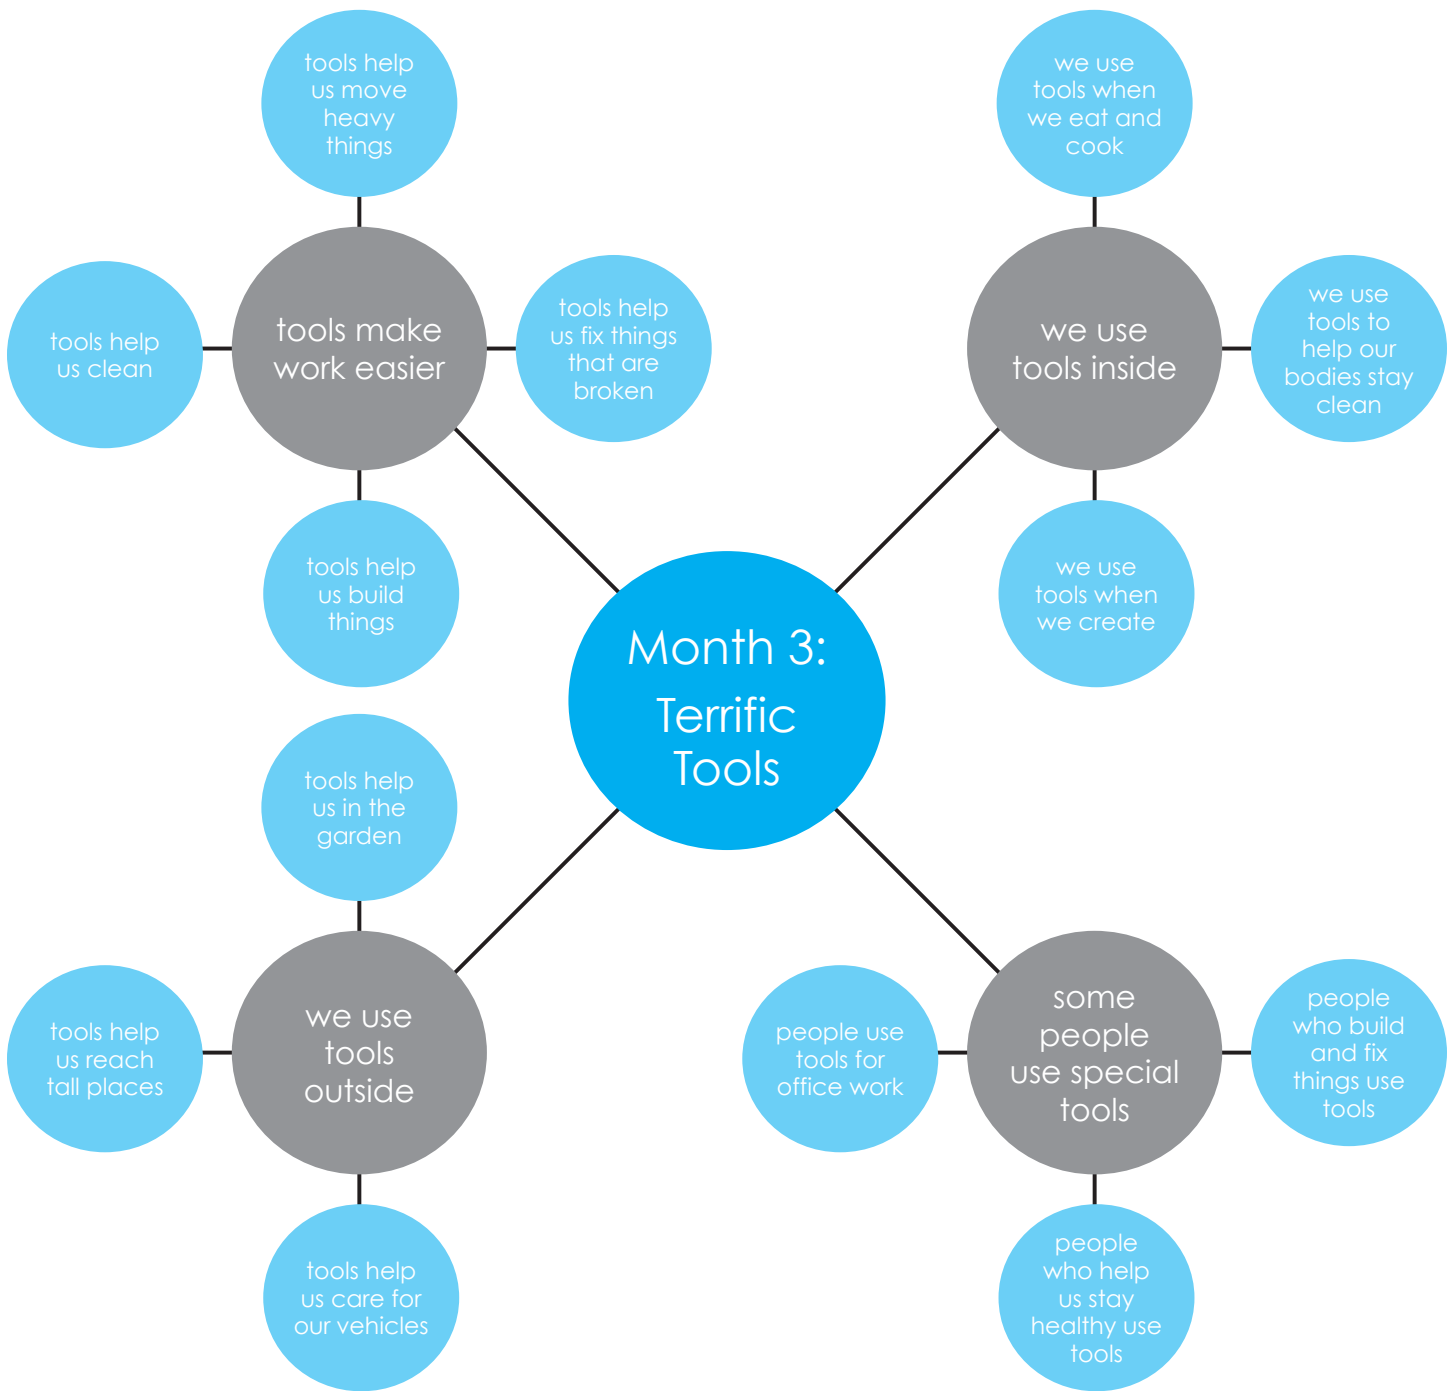 tools help
us move
heavy
things
we use
tools when
we eat and
cook
tools help
us clean
tools make
work easier
tools help
us fix things
that are
broken
we use
tools inside
we use
tools to
help our
bodies stay
clean
tools help
us build
things
we use
tools when
we create
Month 3:
Terrific
Tools
tools help
us in the
garden
tools help
us reach
tall places
we use
tools
outside
people use
tools for
office work
some
people
use special
tools
people
who build
and fix
things use
tools
tools help
us care for
our vehicles
people
who help
us stay
healthy use
tools